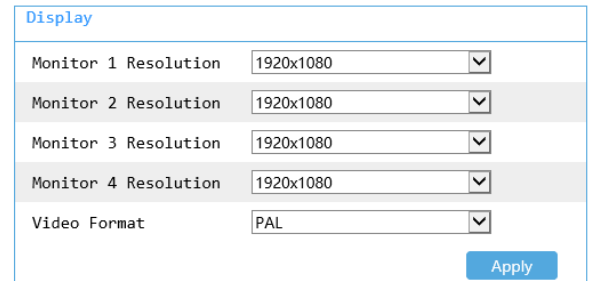 Display
Monitor 1 Resolution 1920x1080
Monitor 2 Resolution 1920x1080
Monitor 3 Resolution 1920x1080
Monitor 4 Resolution 1920x1080
Video Format PAL
Apply